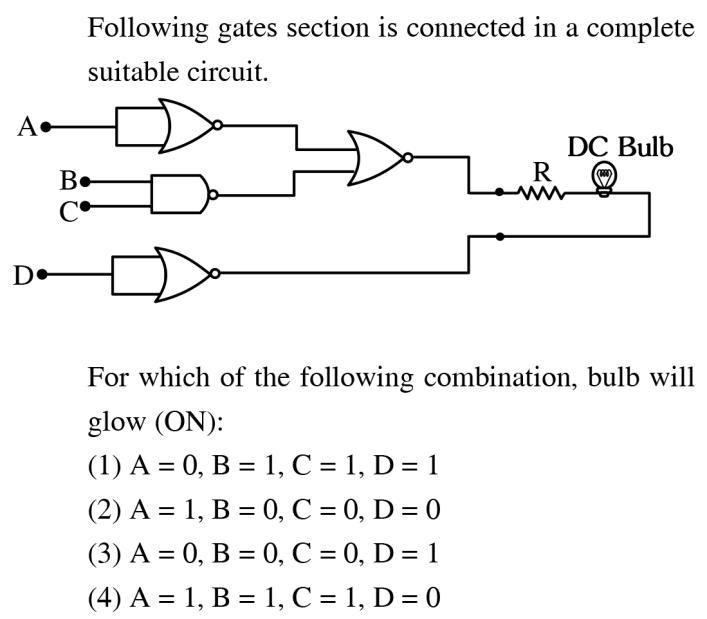 Following gates section is connected in a complete
suitable circuit.
A
DC Bulb
R
B
C
D
For which of the following combination, bulb will
glow (ON):
(1) A = 0, B = 1, C = 1, D = 1
(2) A = 1, B = 0, C = 0, D = 0
(3) A = 0, B = 0, C = 0, D = 1
(4) A = 1, B = 1, C = 1, D = 0